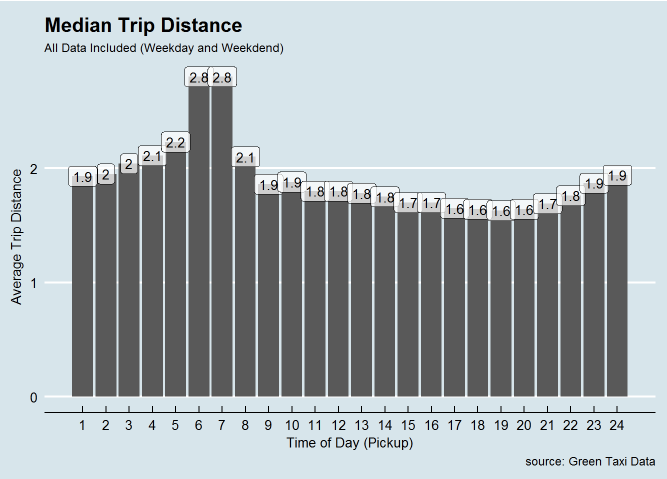 Median Trip Distance
All Data Included (Weekday and Weekdend)
Average Trip Distance
2
1
0
1.9 2 2 2.1 2.2 2.8 2.8 2.1 1.9 1.9 1.8 1.8 1.8 1.8 1.7 1.7 1.6 1.6 1.6 1.6 1.7 1.8 1.9 1.9
1 2 3 4 5 6 7 8 9 10 11 12 13 14 15 16 17 18 19 20 21 22 23 24
Time of Day (Pickup)
source: Green Taxi Data